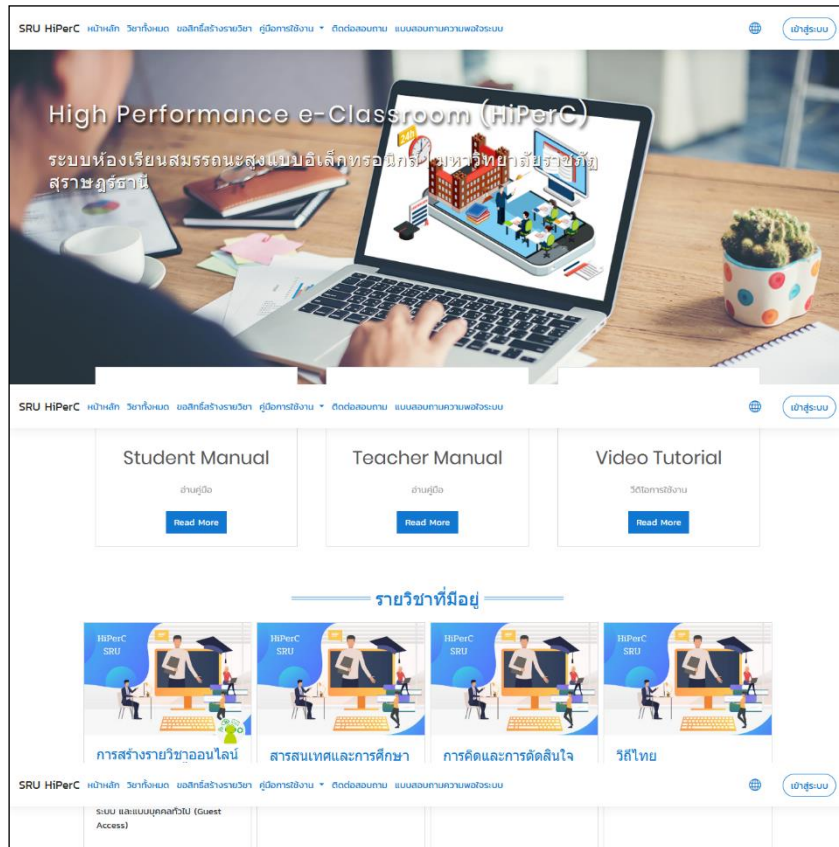 SRU HiPerC หน้าหลัก วิชาทั้งหมด ขอสิทธิ์สร้างรายวิชา คู่มือการใช้งาน ติดต่อสอบถาม แบบสอบถามความพอใจระบบ เข้าสู่ระบบ
High Performance e-Classroom (HiPerC)
ระบบห้องเรียนสมรรถนะสูงแบบอิเล็กทรอนิกส์ มหาวิทยาลัยราชภัฏ
สุราษฎร์ธานี
24h
SRU HiPerC หน้าหลัก วิชาทั้งหมด ขอสิทธิ์สร้างรายวิชา คู่มือการใช้งาน ติดต่อสอบถาม แบบสอบถามความพอใจระบบ เข้าสู่ระบบ
Student Manual Teacher Manual Video Tutorial
อ่านคู่มือ อ่านคู่มือ วีดิโอการใช้งาน
Read More Read More Read More
รายวิชาที่มีอยู่
HiPerC HiPerC HiPerC HiPerC
SRU SRU SRU SRU
การสร้างรายวิชาออนไลน์ สารสนเทศและการศึกษา การคิดและการตัดสินใจ วิถีไทย
SRU HiPerC หน้าหลัก วิชาทั้งหมด ขอสิทธิ์สร้างรายวิชา คู่มือการใช้งาน ติดต่อสอบถาม แบบสอบถามความพอใจระบบ เข้าสู่ระบบ
ระบบ และแบบบุคคลทั่วไป (Guest
Access)